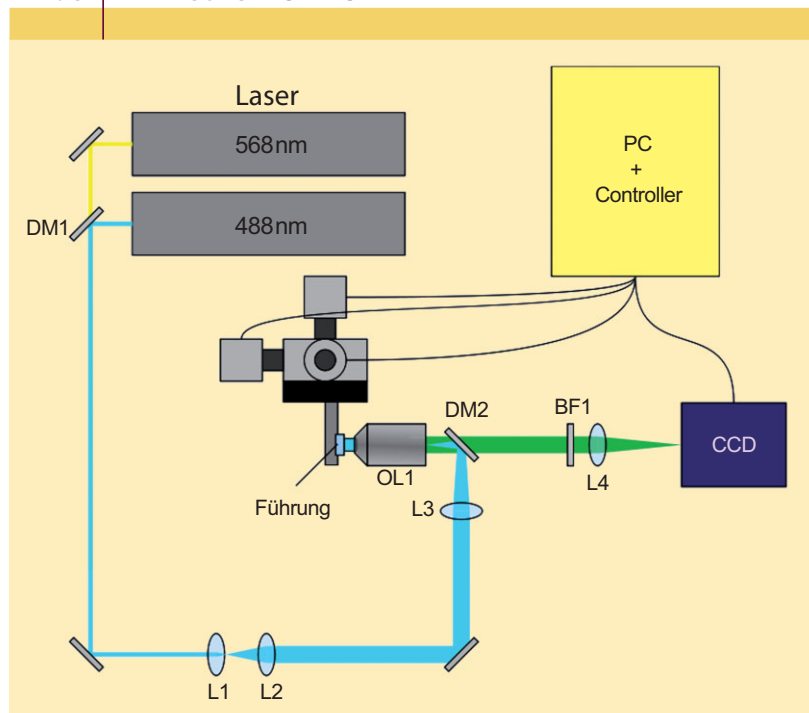 Laser
568nm
488nm
DM1
PC
+
Controller
DM2
BF1
CCD
OL1
L4
Führung
L3
L1
L2